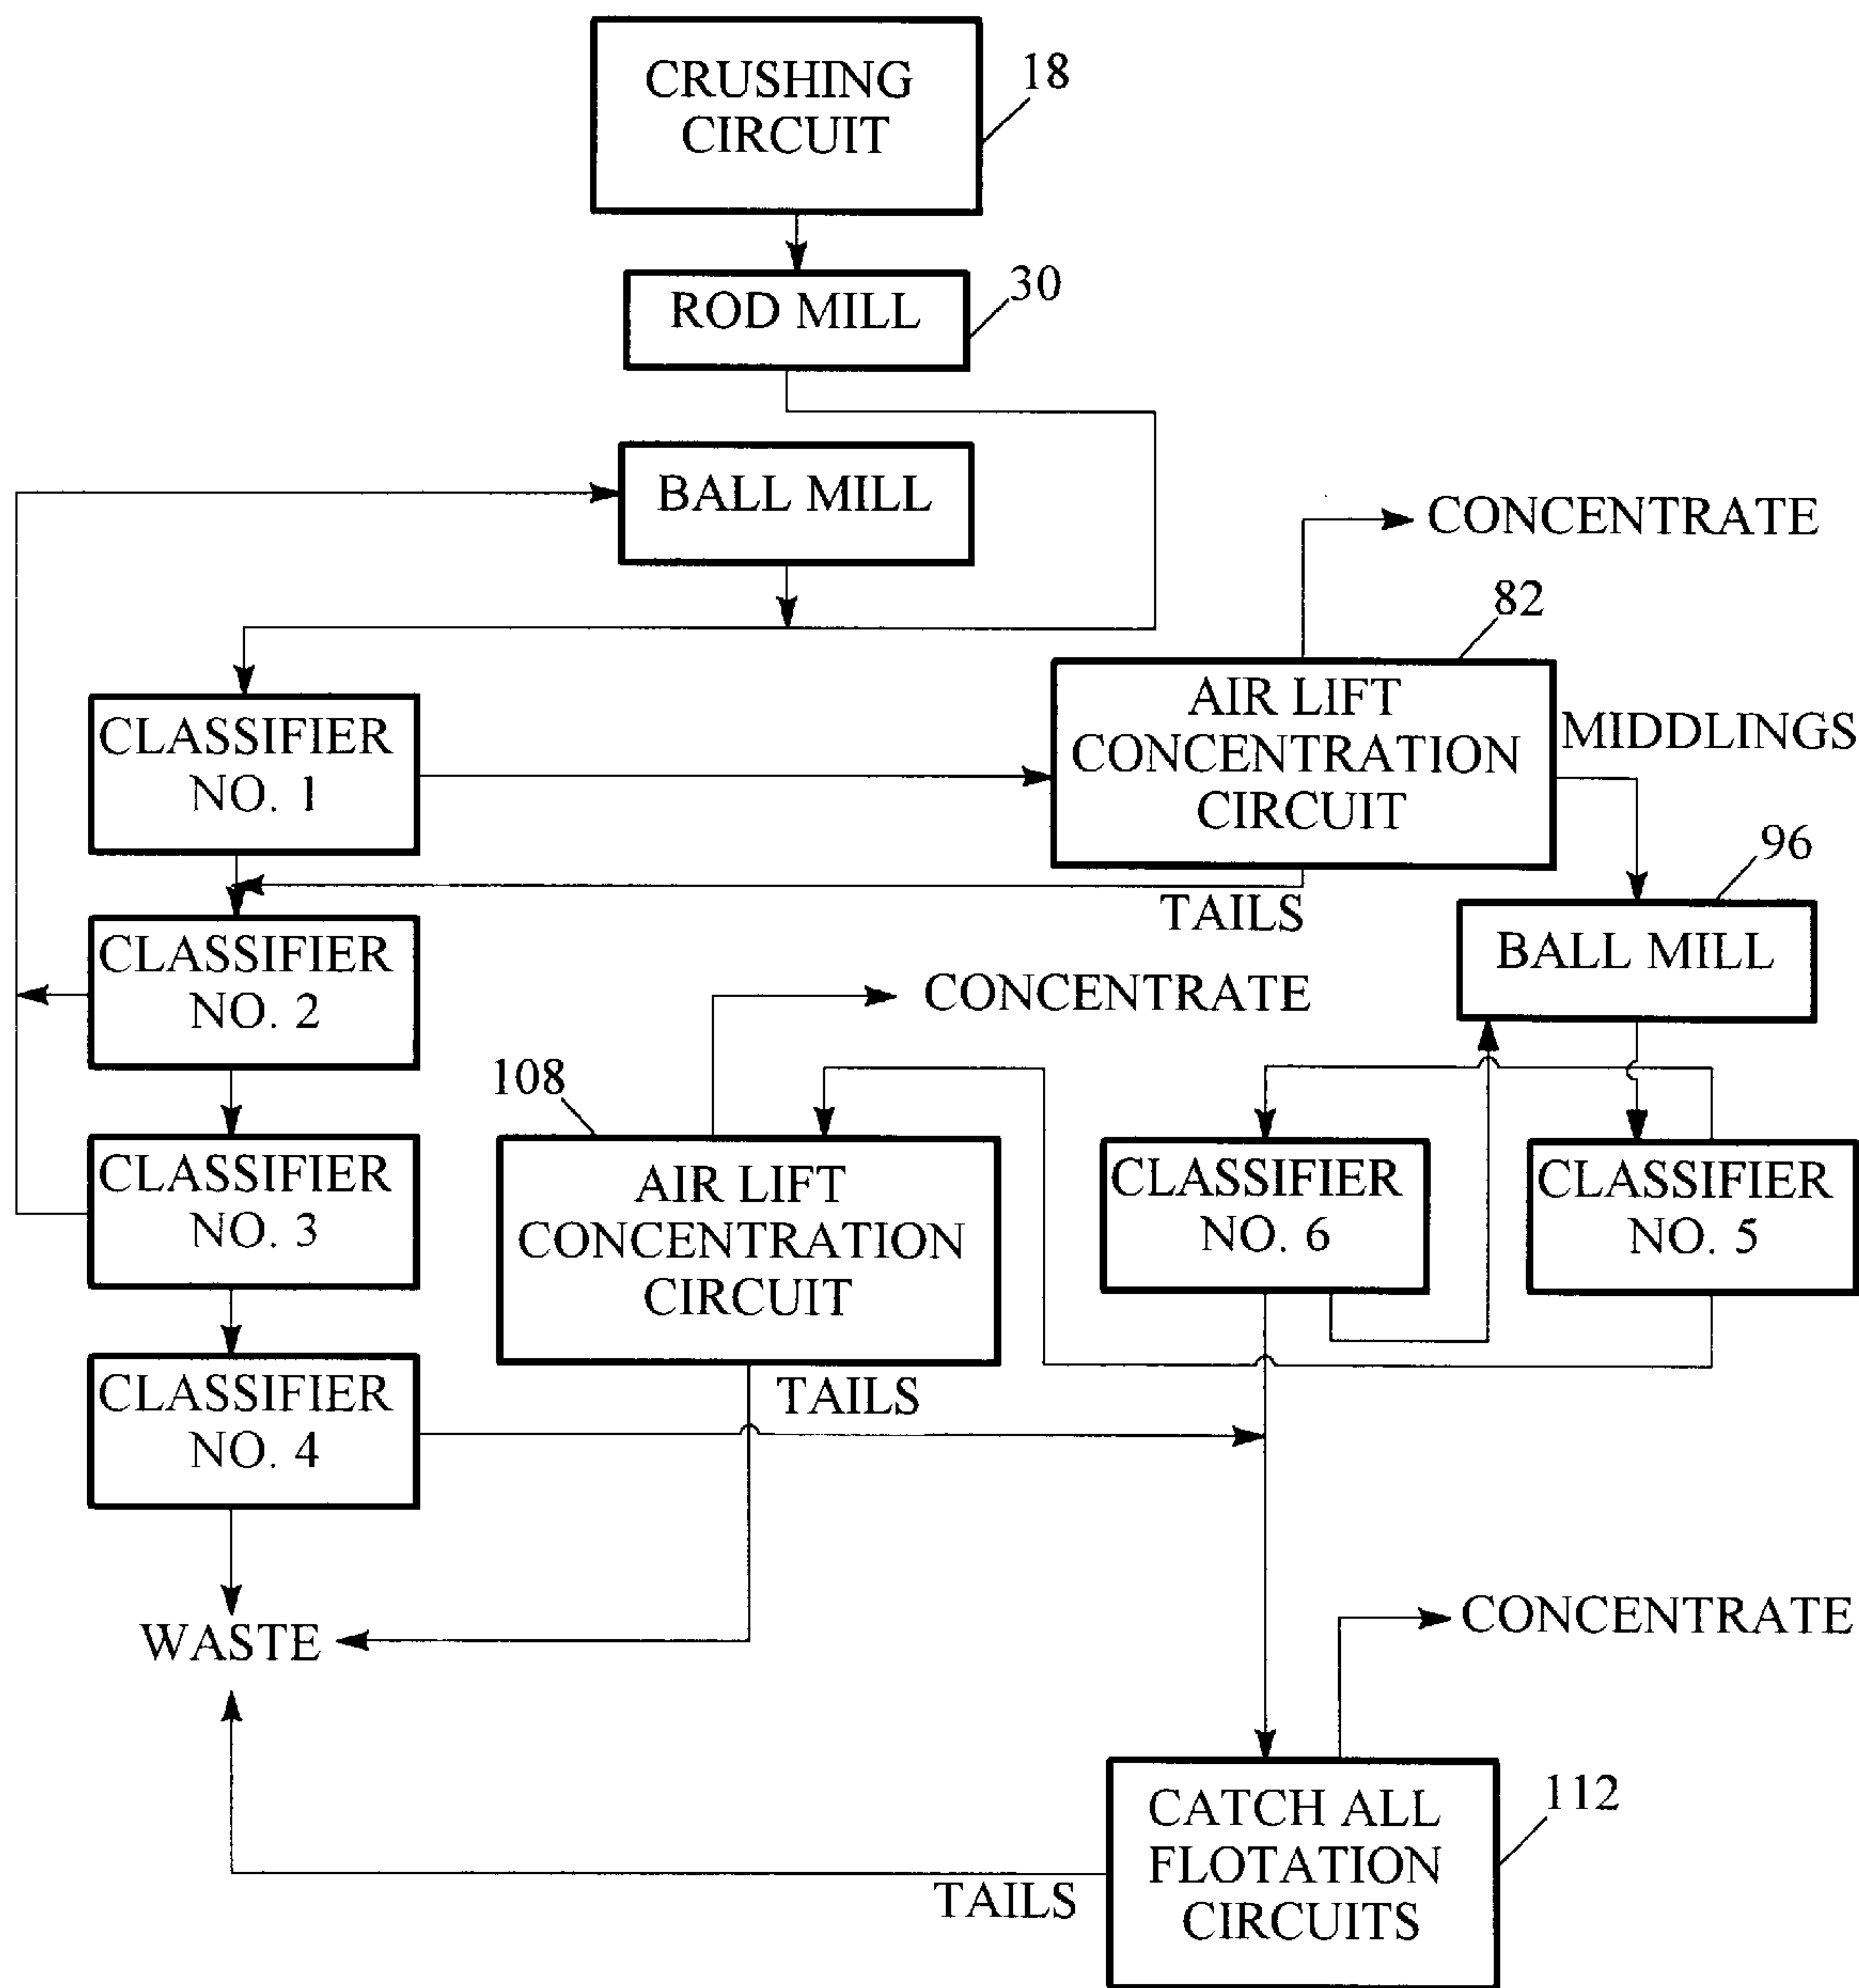 CRUSHING
CIRCUIT
18
ROD MILL
30
BALL MILL
CONCENTRATE
82
AIR LIFT
CONCENTRATION
CIRCUIT
MIDDLINGS
CLASSIFIER
NO. 1
96
TAILS
BALL MILL
CLASSIFIER
NO. 2
CONCENTRATE
108
AIR LIFT
CONCENTRATION
CIRCUIT
CLASSIFIER
NO. 6
CLASSIFIER
NO. 5
CLASSIFIER
NO. 3
TAILS
CLASSIFIER
NO. 4
WASTE
CONCENTRATE
CATCH ALL
FLOTATION
CIRCUITS
112
TAILS